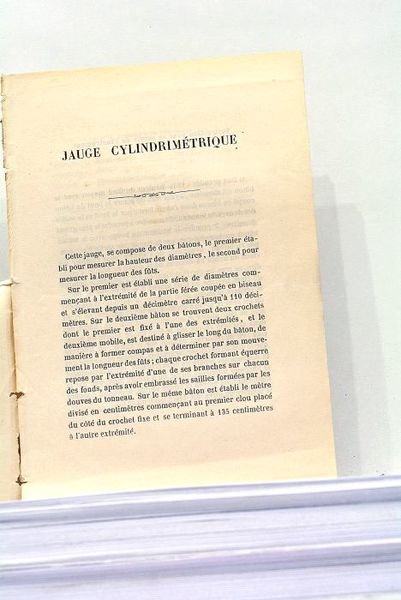 JAUGE CYLINDRIMÉTRIQUE
Cette jauge, se compose de deux bâtons, le premier éta-
bli pour mesurer la hauteur des diamètres, le second pour
mesurer la longueur des fûts.
Sur le premier est établi une série de diamètres com-
mençant à l'extrémité de la partie férée coupée en biseau
et s'élevant depuis un décimètre carré jusqu'à 110 déci-
mètres. Sur le deuxième bâton se trouvent deux crochets
dont le premier est fixé à l'une des extrémités, et le
deuxième mobile, est destiné à glisser le long du bâton, de
manière à former compas et à déterminer par son mouve-
ment la longueur des fûts; chaque crochet formant équerre
repose par l'extrémité d'une de ses branches sur chacun
des fonds, après avoir embrassé les saillies formées par les
douves du tonneau. Sur le même bâton est établi le mètre
divisé en centimètres commençant au premier clou placé
du côté du crochet fixe et se terminant à 135 centimètres
à l'autre extrémité.